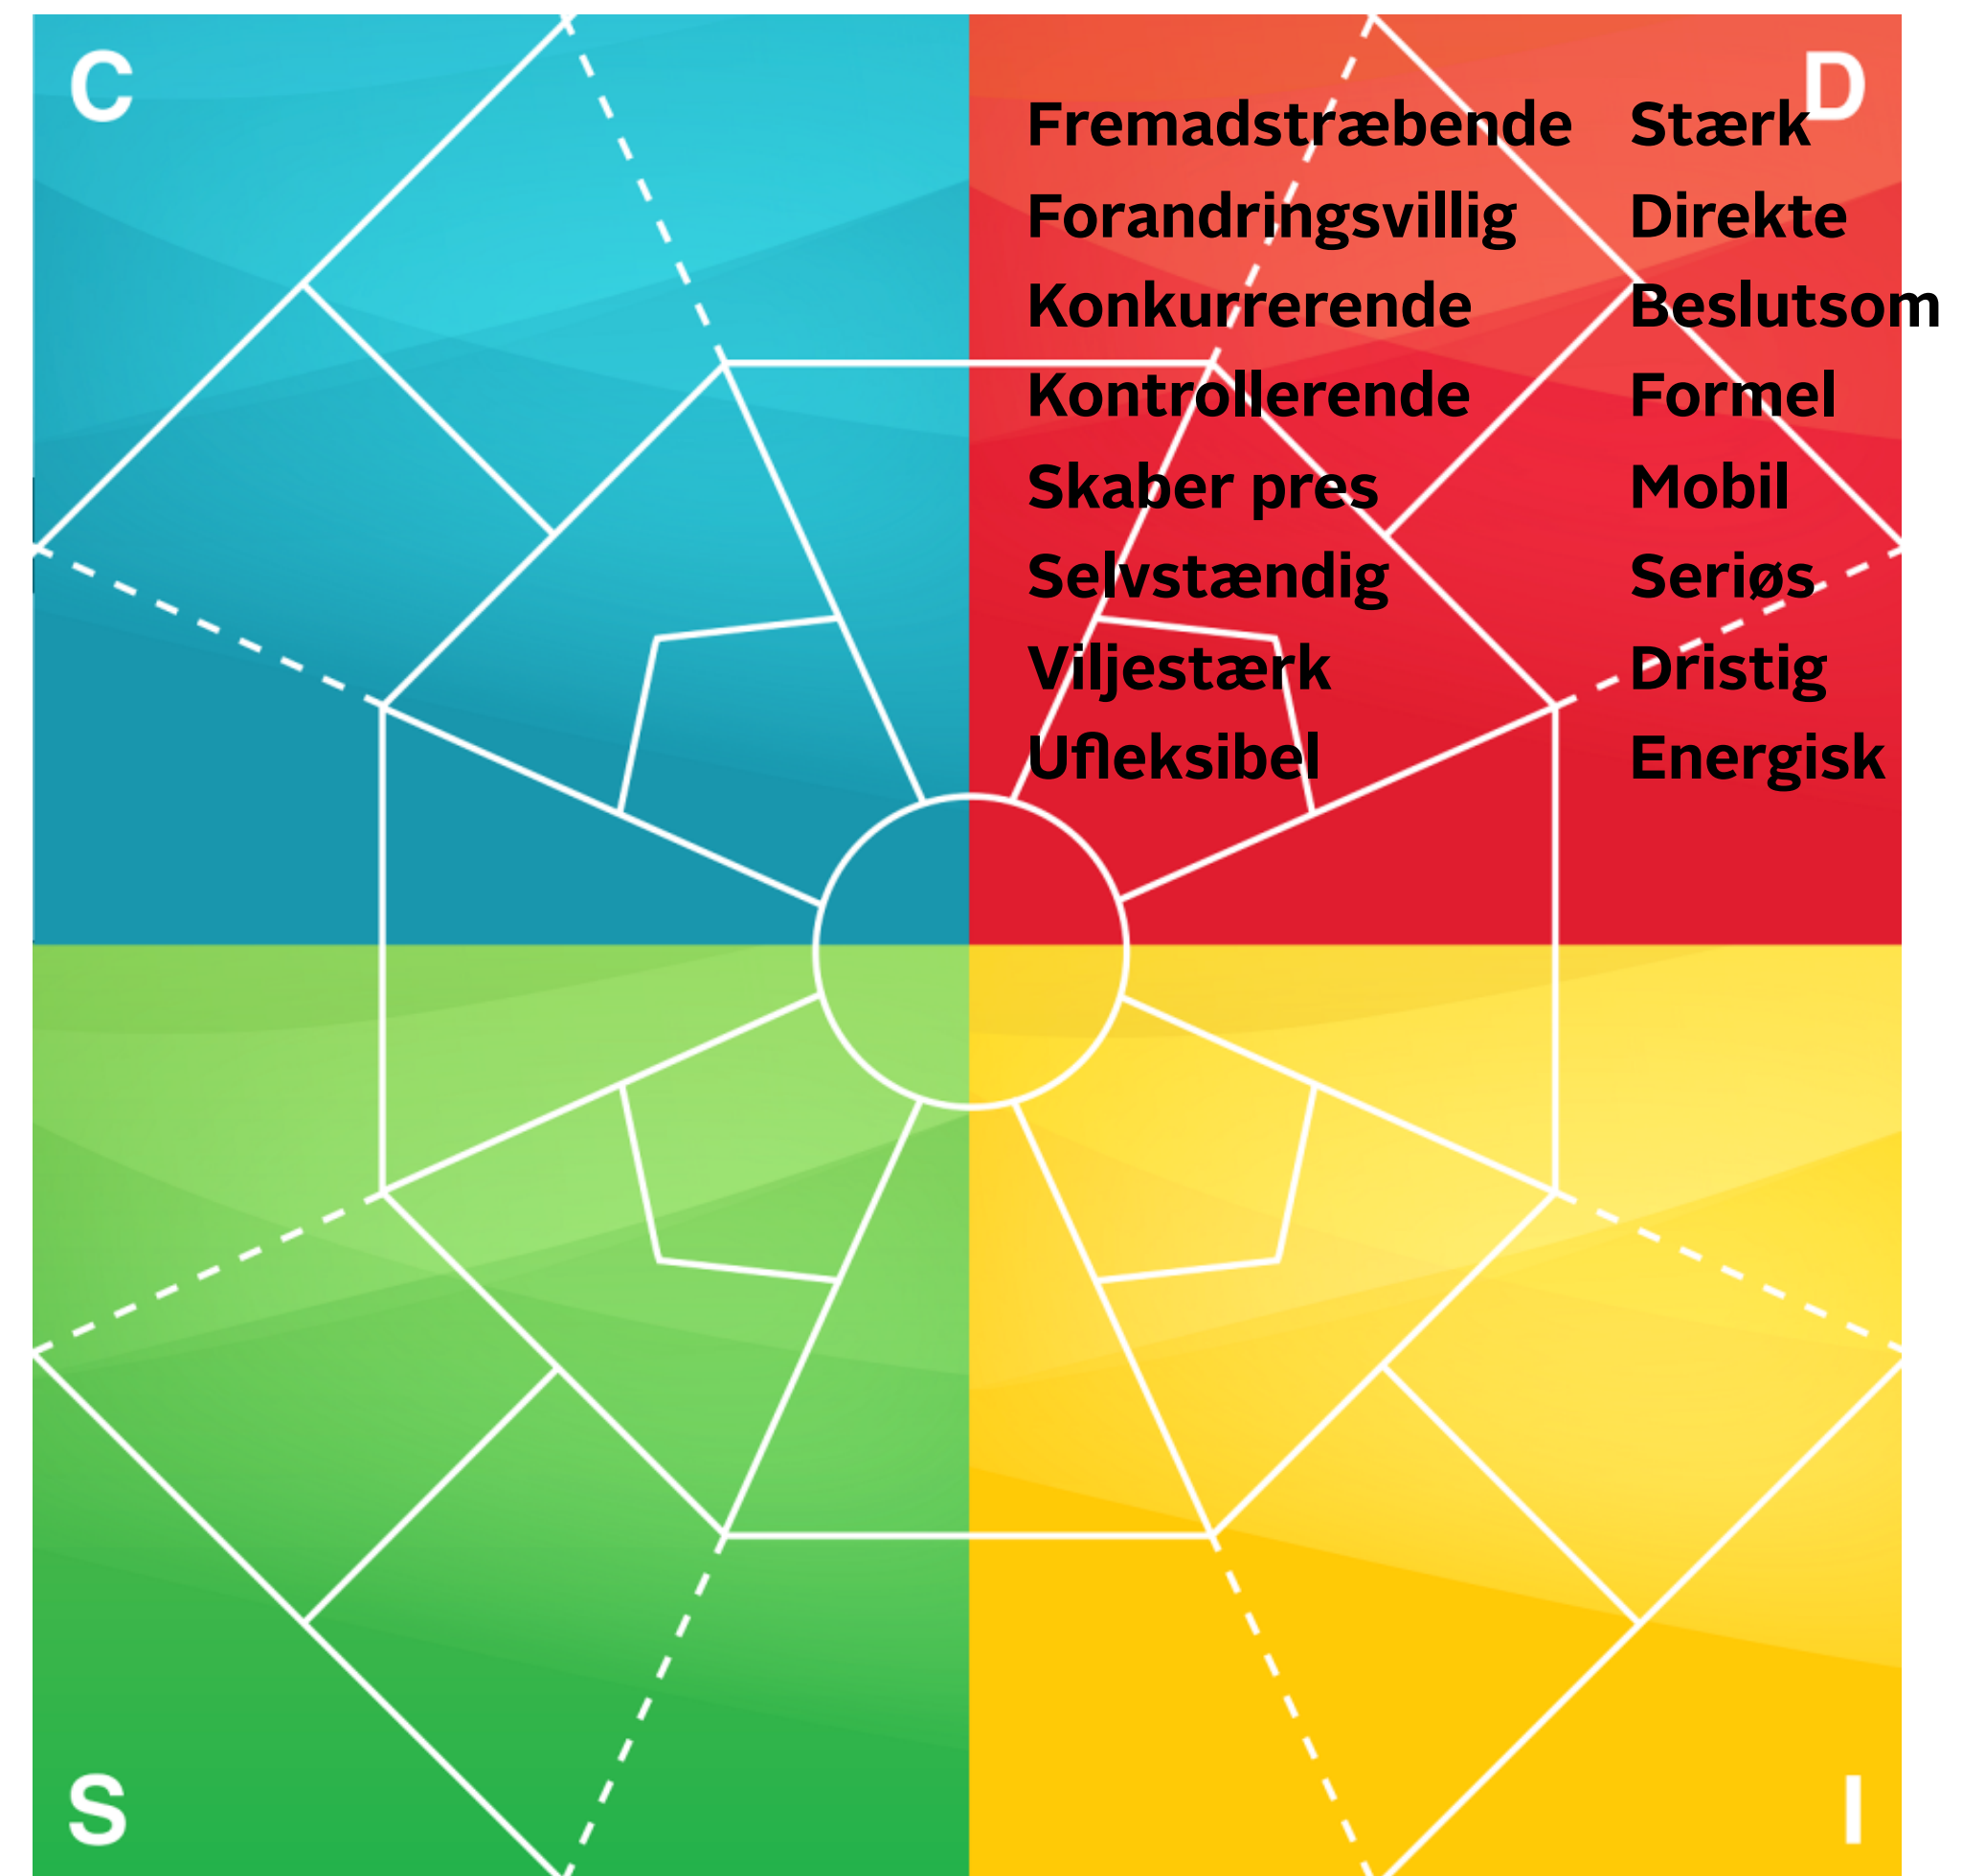 C
D
Fremadstræbende Stærk
Forandringsvillig Direkte
Konkurrerende Beslutsom
Kontrollerende Formel
Skaber pres Mobil
Selvstændig Seriøs
Viljestærk Dristig
Ufleksibel Energisk
S
I